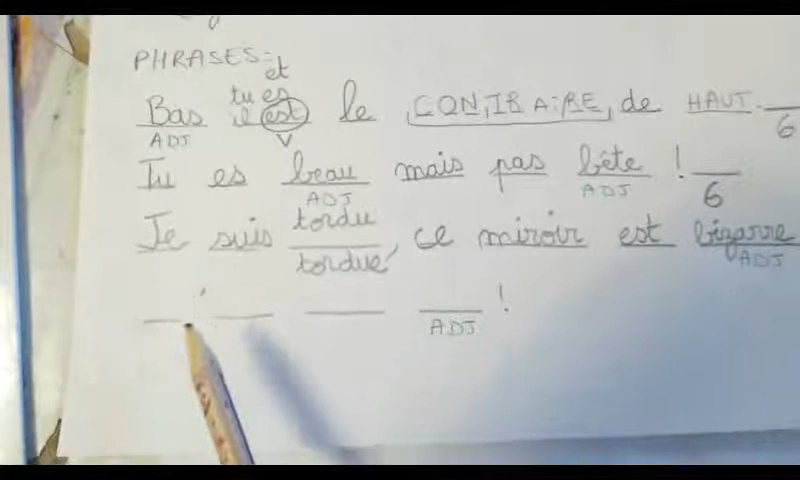 PHRASES=
et
tu es
Bas il est le CONTRAIRE de HAUT. 6
ADJ V
Tu es beau mais pas bête ! 6
ADJ ADJ
tordu
Je suis , ce miroir est bizarre
tordue ADJ
' !
ADJ